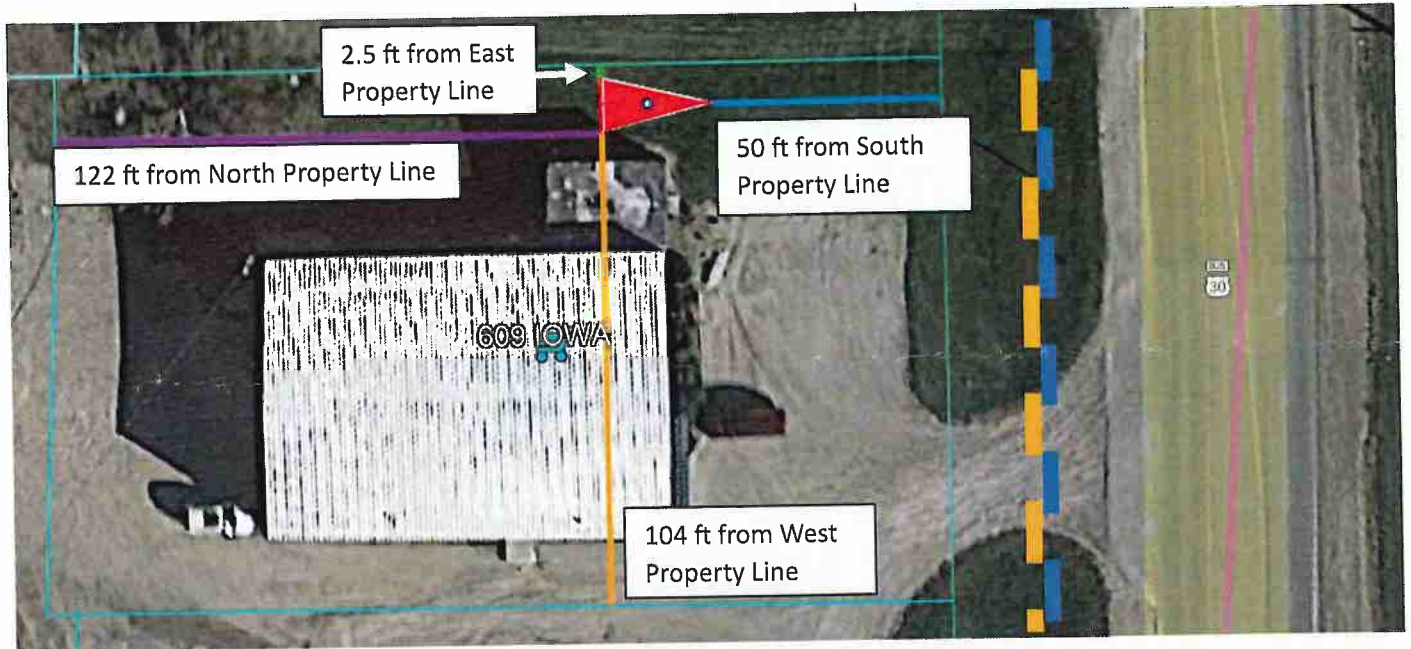 2.5 ft from East
Property Line
122 ft from North Property Line
50 ft from South
Property Line
BUS
30
609 IOWA
104 ft from West
Property Line